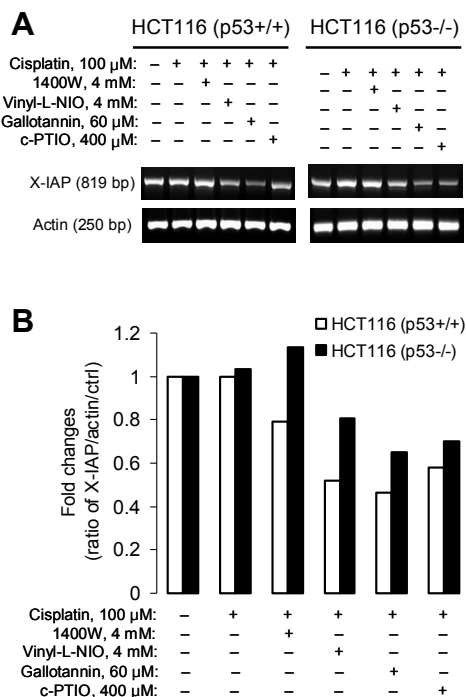 A
HCT116 (p53+/+) HCT116 (p53-/-)
Cisplatin, 100 µM: – + + + + + – + + + + +
1400W, 4 mM: – – + – – – – – + – – –
Vinyl-L-NIO, 4 mM: – – – + – – – – – + – –
Gallotannin, 60 µM: – – – – + – – – – – + –
c-PTIO, 400 µM: – – – – – + – – – – – +
X-IAP (819 bp)
Actin (250 bp)
B
HCT116 (p53+/+)
HCT116 (p53-/-)
Fold changes
(ratio of X-IAP/actin/ctrl)
1.2
1
0.8
0.6
0.4
0.2
0
Cisplatin, 100 µM: – + + + + +
1400W, 4 mM: – – + – – –
Vinyl-L-NIO, 4 mM: – – – + – –
Gallotannin, 60 µM: – – – – + –
c-PTIO, 400 µM: – – – – – +